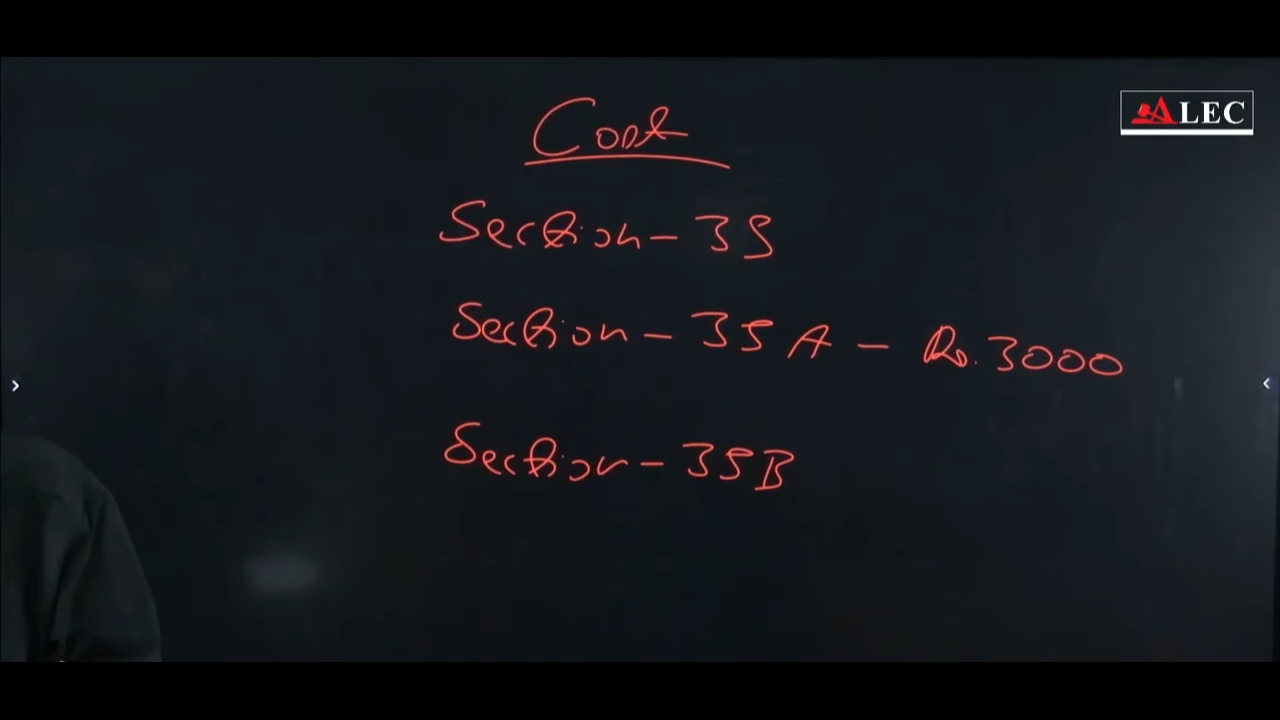 ALEC
Cost
Section - 35
Section - 35A - Rs. 3000
Section - 35B